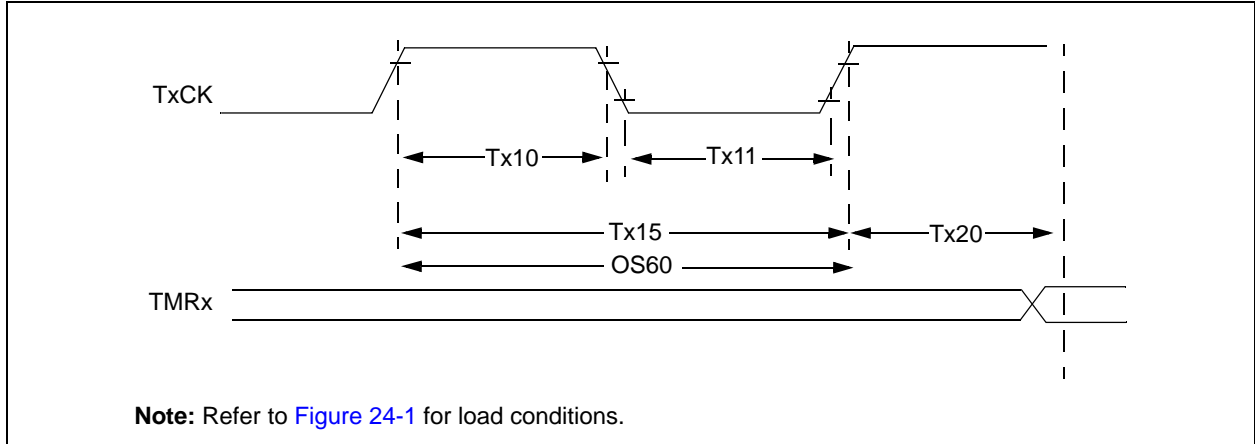 TxCK
Tx10
Tx11
Tx15
Tx20
OS60
TMRx
Note: Refer to Figure 24-1 for load conditions.